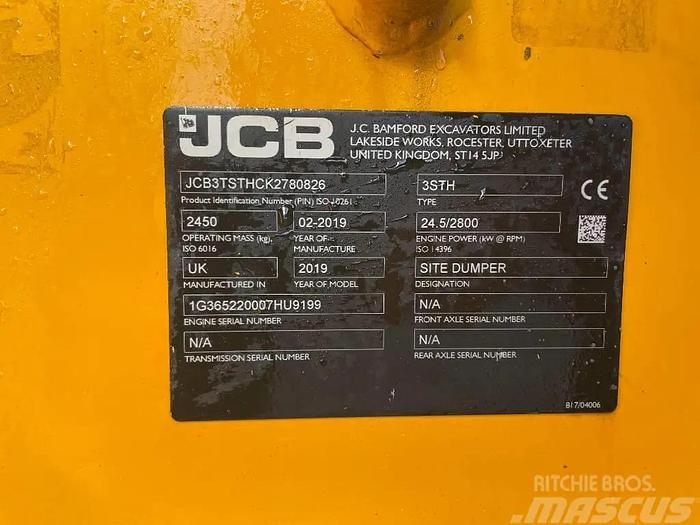 JCB
J.C. BAMFORD EXCAVATORS LIMITED
LAKESIDE WORKS, ROCESTER, UTTOXETER
UNITED KINGDOM, ST14 5JP
JCB3TSTHCK2780826
Product Identification Number (PIN) ISO 10261
3STH
TYPE
CE
2450
OPERATING MASS (kg)
ISO 6016
02-2019
YEAR OF
MANUFACTURE
24.5/2800
ENGINE POWER (kW @ RPM)
ISO 14396
UK
MANUFACTURED IN
2019
YEAR OF MODEL
SITE DUMPER
DESIGNATION
1G365220007HU9199
ENGINE SERIAL NUMBER
N/A
FRONT AXLE SERIAL NUMBER
N/A
TRANSMISSION SERIAL NUMBER
N/A
REAR AXLE SERIAL NUMBER
817/04006
RITCHIE BROS.
MASCUS